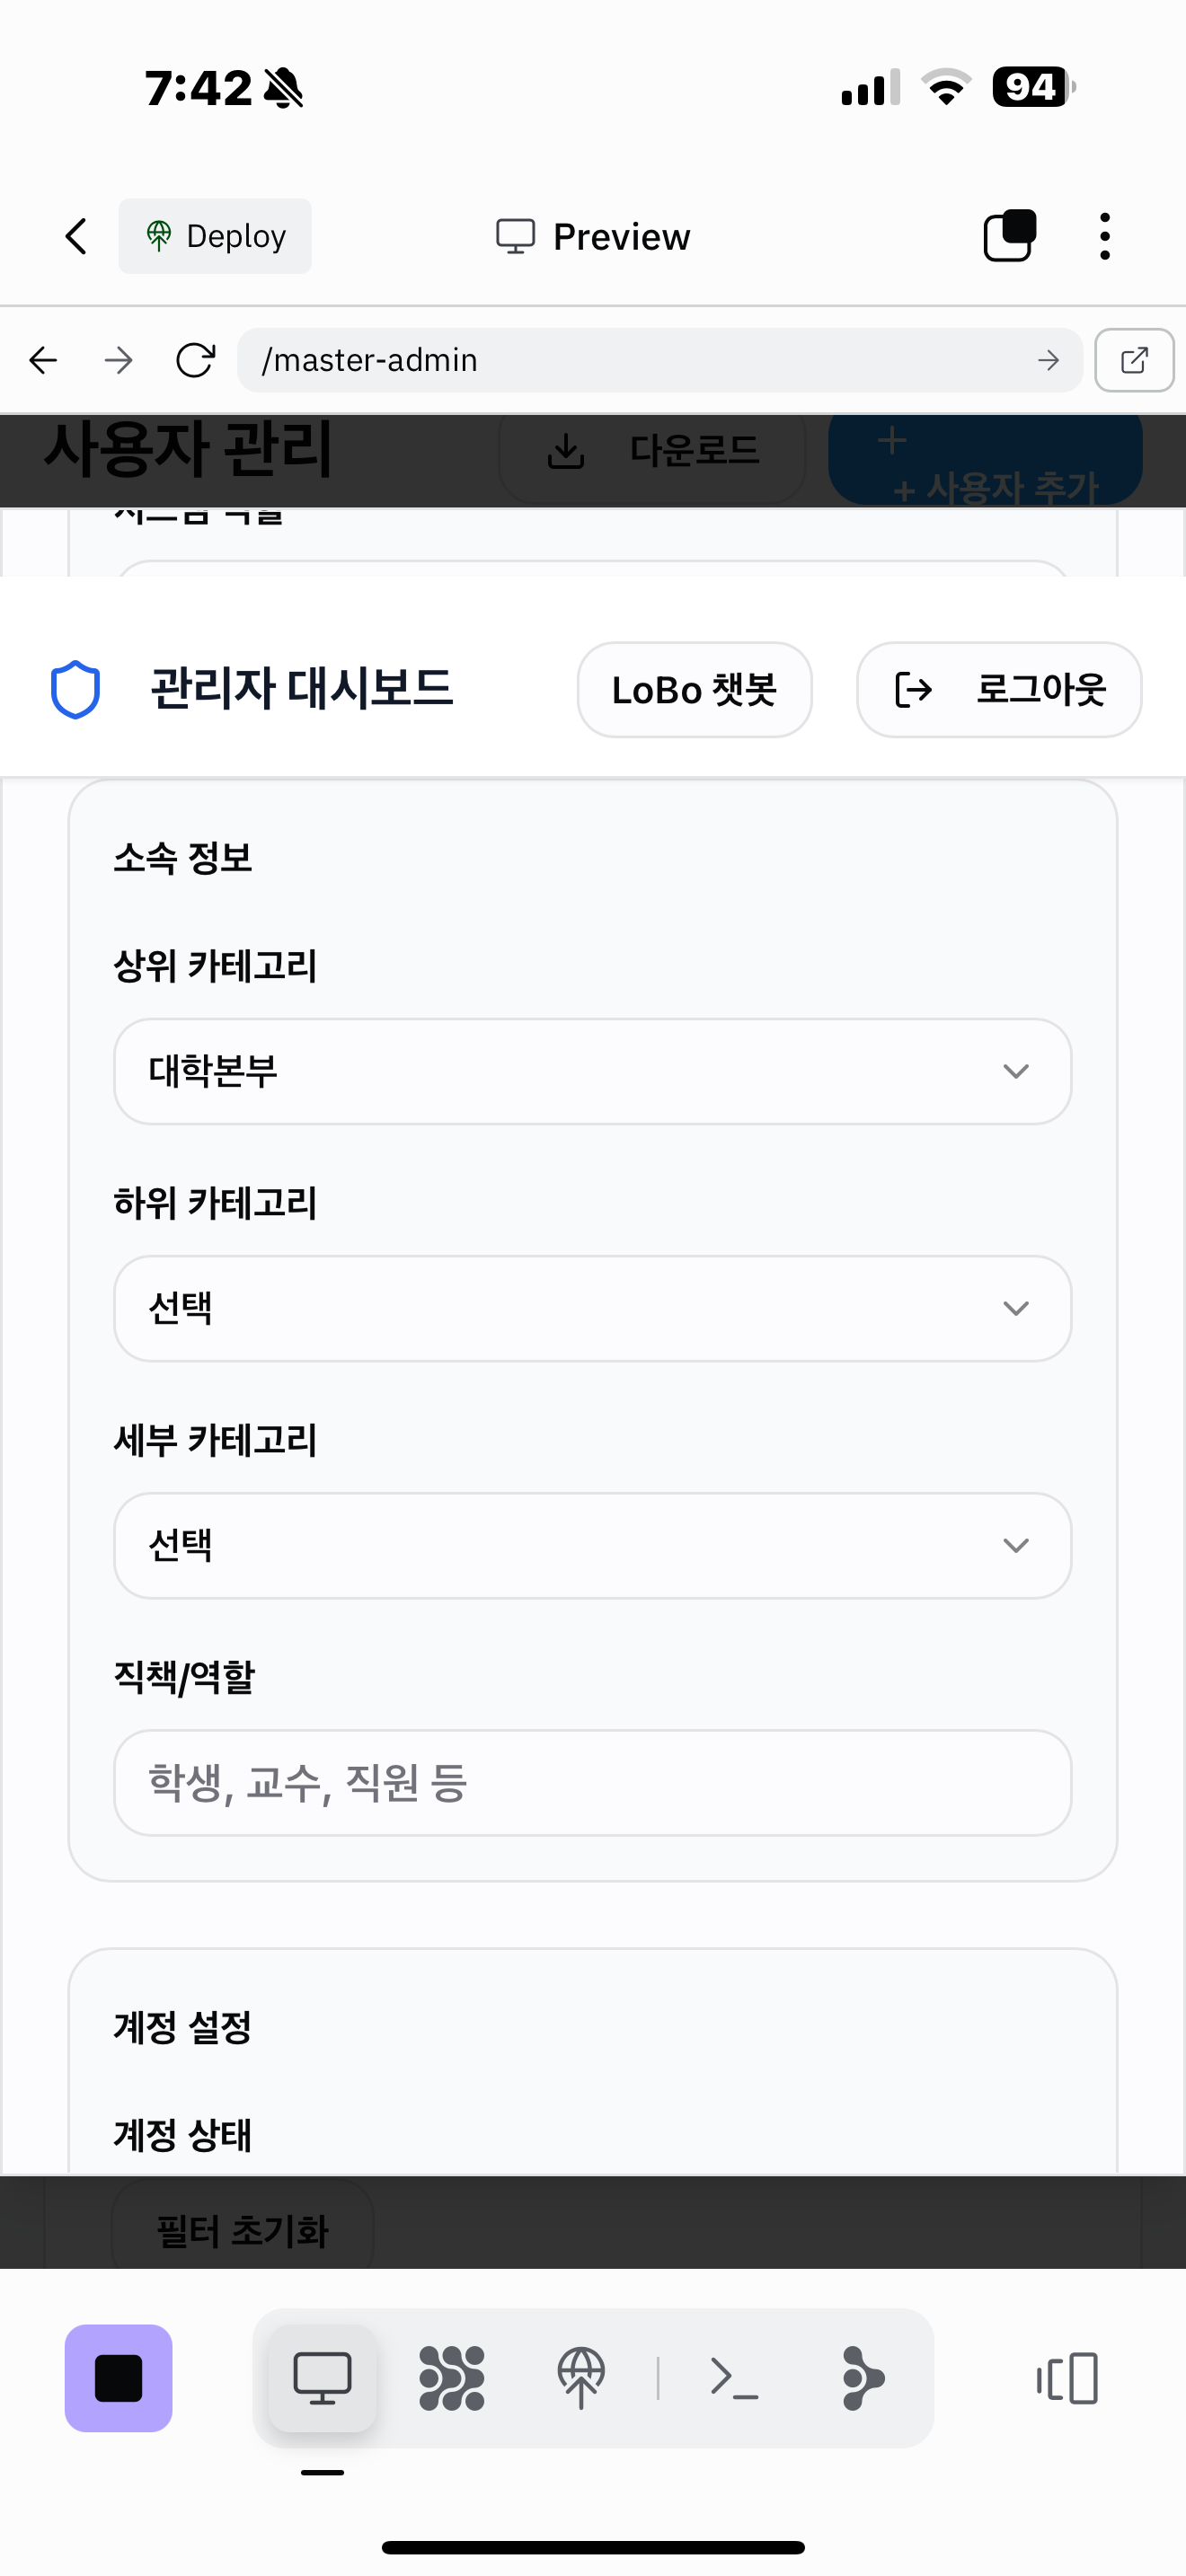 7:42
94
Deploy
Preview
/master-admin
사용자 관리
다운로드
+ 사용자 추가
관리자 대시보드
LoBo 챗봇
로그아웃
소속 정보
상위 카테고리
대학본부
하위 카테고리
선택
세부 카테고리
선택
직책/역할
학생, 교수, 직원 등
계정 설정
계정 상태
필터 초기화